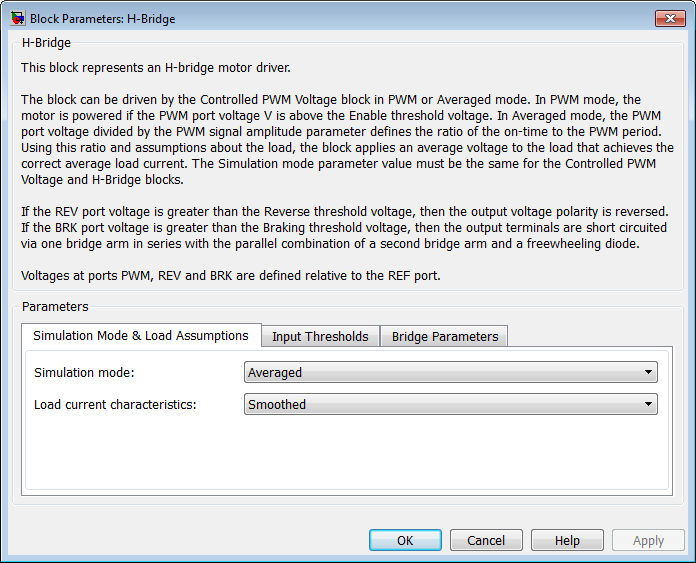 Block Parameters: H-Bridge
H-Bridge
This block represents an H-bridge motor driver.
The block can be driven by the Controlled PWM Voltage block in PWM or Averaged mode. In PWM mode, the
motor is powered if the PWM port voltage V is above the Enable threshold voltage. In Averaged mode, the PWM
port voltage divided by the PWM signal amplitude parameter defines the ratio of the on-time to the PWM period.
Using this ratio and assumptions about the load, the block applies an average voltage to the load that achieves the
correct average load current. The Simulation mode parameter value must be the same for the Controlled PWM
Voltage and H-Bridge blocks.
If the REV port voltage is greater than the Reverse threshold voltage, then the output voltage polarity is reversed.
If the BRK port voltage is greater than the Braking threshold voltage, then the output terminals are short circuited
via one bridge arm in series with the parallel combination of a second bridge arm and a freewheeling diode.
Voltages at ports PWM, REV and BRK are defined relative to the REF port.
Parameters
Simulation Mode & Load Assumptions Input Thresholds Bridge Parameters
Simulation mode: Averaged
Load current characteristics: Smoothed
OK Cancel Help Apply